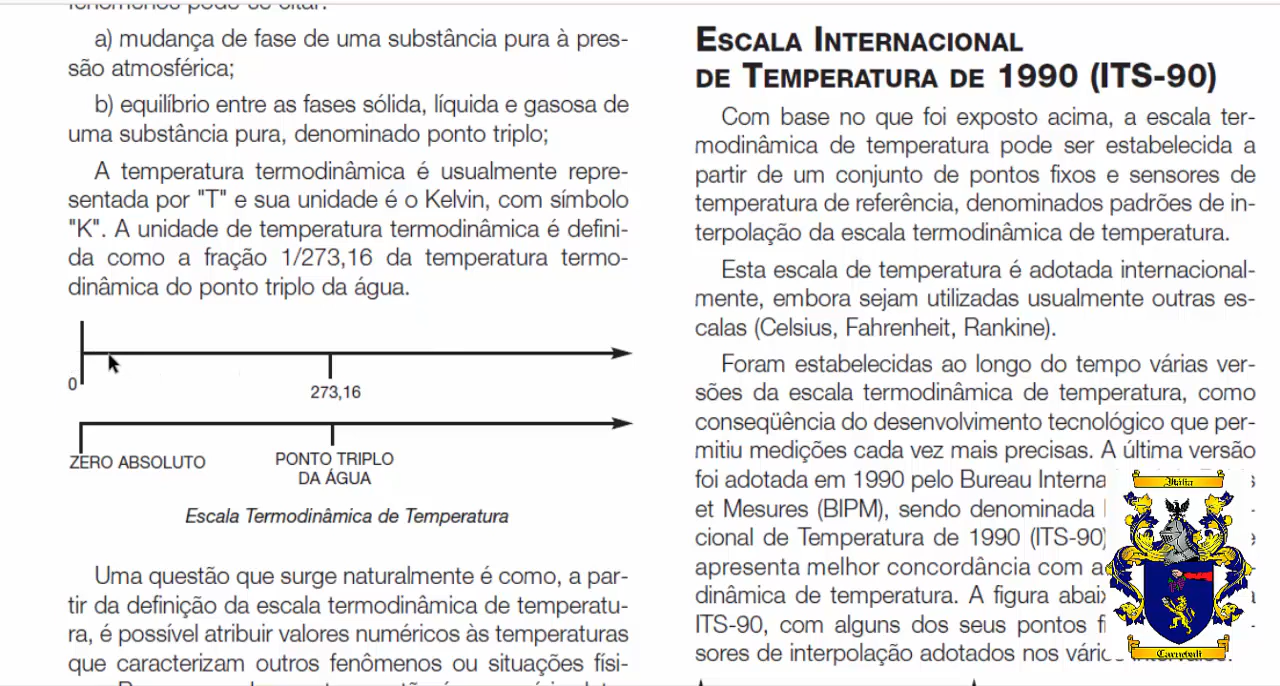 fenômenos pode se citar:
a) mudança de fase de uma substância pura à pres-
são atmosférica;
b) equilíbrio entre as fases sólida, líquida e gasosa de
uma substância pura, denominado ponto triplo;
A temperatura termodinâmica é usualmente repre-
sentada por "T" e sua unidade é o Kelvin, com símbolo
"K". A unidade de temperatura termodinâmica é defini-
da como a fração 1/273,16 da temperatura termo-
dinâmica do ponto triplo da água.
0
273,16
ZERO ABSOLUTO
PONTO TRIPLO
DA ÁGUA
Escala Termodinâmica de Temperatura
Uma questão que surge naturalmente é como, a par-
tir da definição da escala termodinâmica de temperatu-
ra, é possível atribuir valores numéricos às temperaturas
que caracterizam outros fenômenos ou situações físi-
ESCALA INTERNACIONAL
DE TEMPERATURA DE 1990 (ITS-90)
Com base no que foi exposto acima, a escala ter-
modinâmica de temperatura pode ser estabelecida a
partir de um conjunto de pontos fixos e sensores de
temperatura de referência, denominados padrões de in-
terpolação da escala termodinâmica de temperatura.
Esta escala de temperatura é adotada internacional-
mente, embora sejam utilizadas usualmente outras es-
calas (Celsius, Fahrenheit, Rankine).
Foram estabelecidas ao longo do tempo várias ver-
sões da escala termodinâmica de temperatura, como
conseqüência do desenvolvimento tecnológico que per-
mitiu medições cada vez mais precisas. A última versão
foi adotada em 1990 pelo Bureau
et Mesures (BIPM), sendo denominada
cional de Temperatura de 1990 (ITS-90)
apresenta melhor concordância com
dinâmica de temperatura. A figura
ITS-90, com alguns dos seus pontos
sores de interpolação adotados nos
Itália
Carnevali